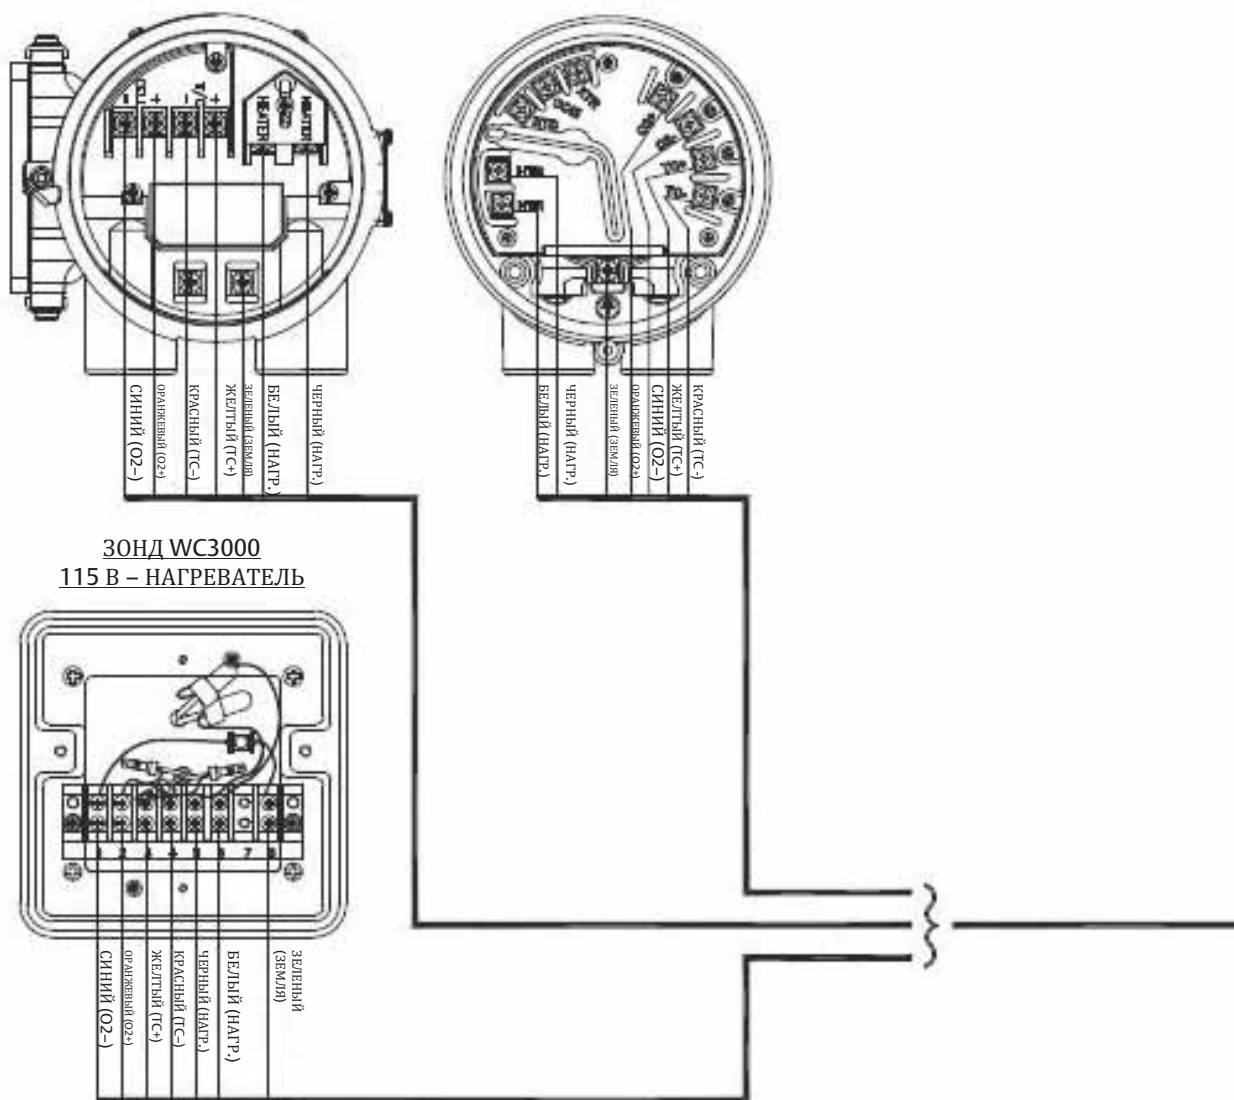 HEATER
HEATER
СИНИЙ (O2–)
ОРАНЖЕВЫЙ (O2+)
КРАСНЫЙ (TC–)
ЖЕЛТЫЙ (TC+)
ЗЕЛЕНЫЙ (ЗЕМЛЯ)
БЕЛЫЙ (НАГР.)
ЧЕРНЫЙ (НАГР.)
БЕЛЫЙ (НАГР.)
ЧЕРНЫЙ (НАГР.)
ЗЕЛЕНЫЙ (ЗЕМЛЯ)
ОРАНЖЕВЫЙ (O2+)
СИНИЙ (O2–)
ЖЕЛТЫЙ (TC+)
КРАСНЫЙ (TC-)
ЗОНД WC3000
115 В – НАГРЕВАТЕЛЬ
1 2 3 4 5 6 7 8
СИНИЙ (O2–)
ОРАНЖЕВЫЙ (O2+)
ЖЕЛТЫЙ (TC+)
КРАСНЫЙ (TC–)
ЧЕРНЫЙ (НАГР.)
БЕЛЫЙ (НАГР.)
ЗЕЛЕНЫЙ
(ЗЕМЛЯ)